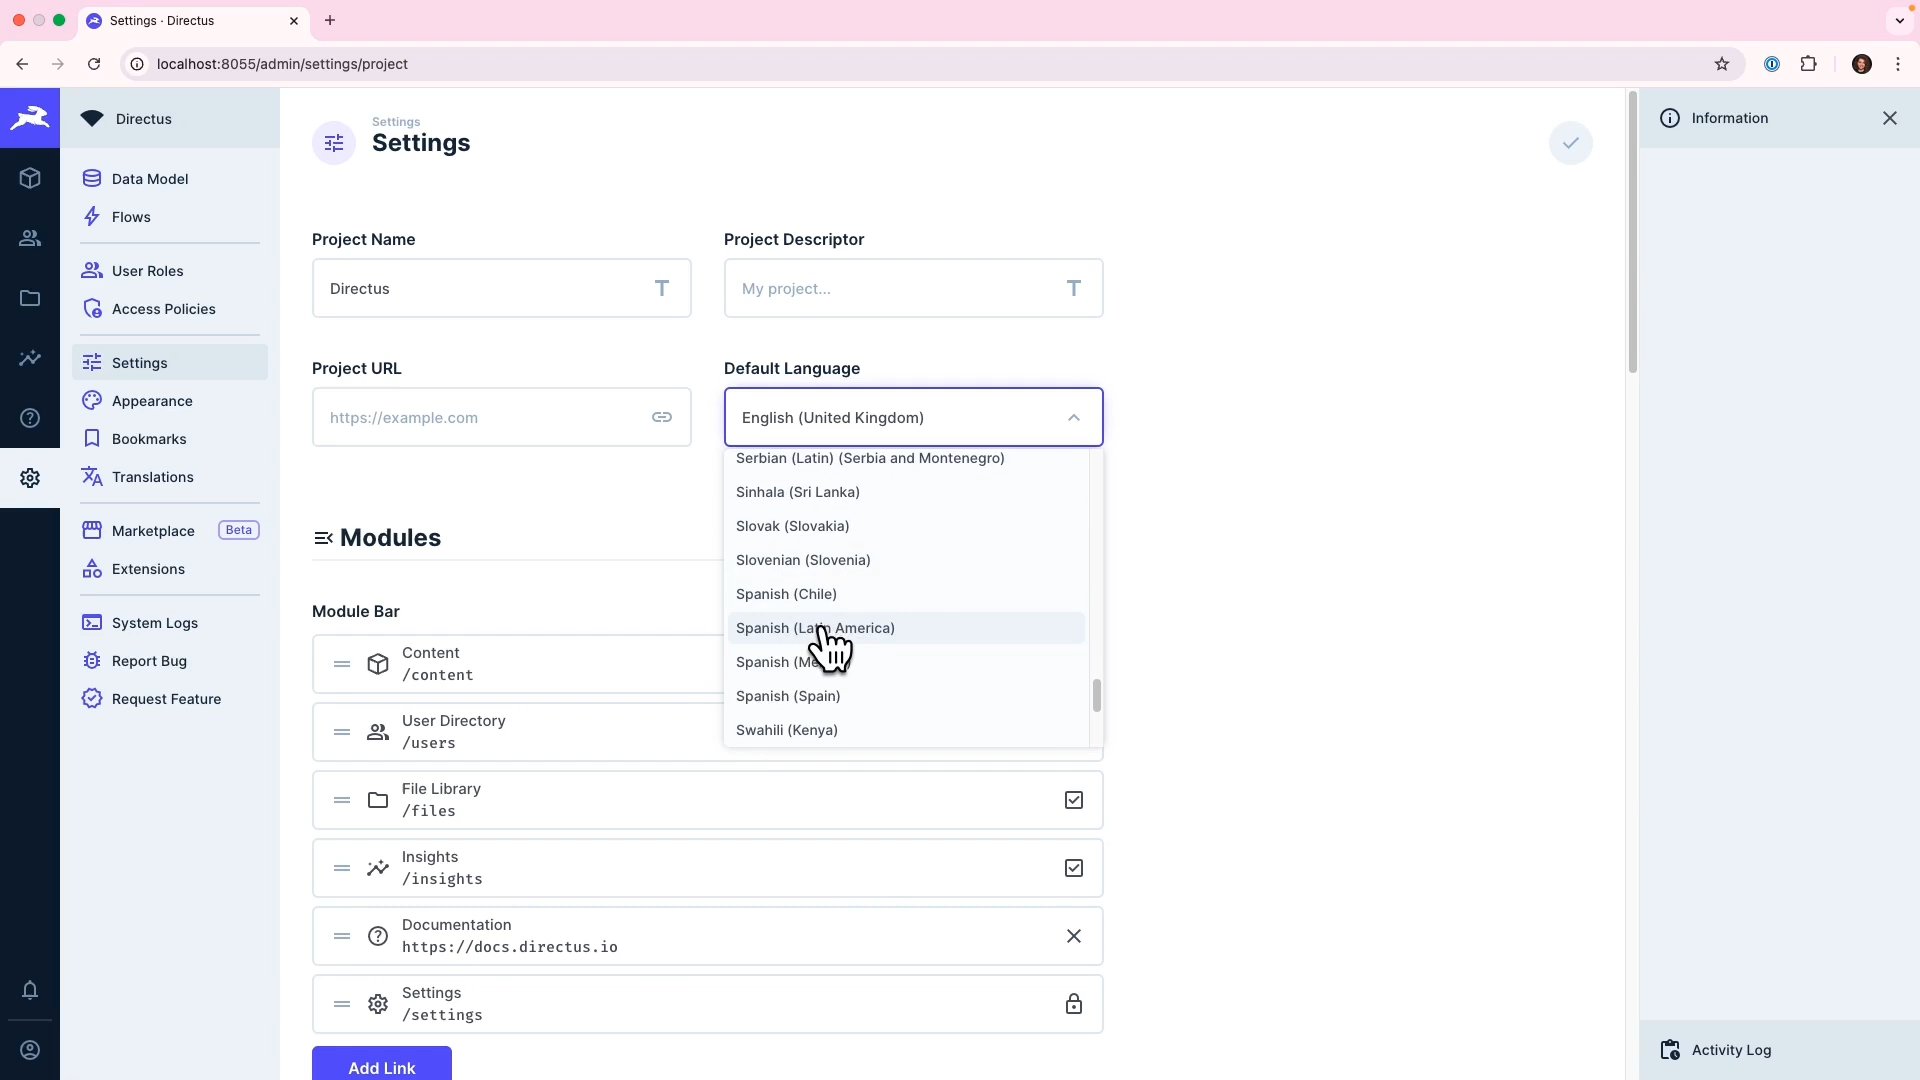 Settings · Directus
localhost:8055/admin/settings/project
Directus
Data Model
Flows
User Roles
Access Policies
Settings
Appearance
Bookmarks
Translations
Marketplace
Beta
Extensions
System Logs
Report Bug
Request Feature
Settings
Settings
Project Name
Directus
Project Descriptor
My project...
Project URL
https://example.com
Default Language
English (United Kingdom)
Serbian (Latin) (Serbia and Montenegro)
Sinhala (Sri Lanka)
Slovak (Slovakia)
Slovenian (Slovenia)
Spanish (Chile)
Spanish (Latin America)
Spanish
Spanish (Spain)
Swahili (Kenya)
Modules
Module Bar
Content
/content
User Directory
/users
File Library
/files
Insights
/insights
Documentation
https://docs.directus.io
Settings
/settings
Add Link
Information
Activity Log